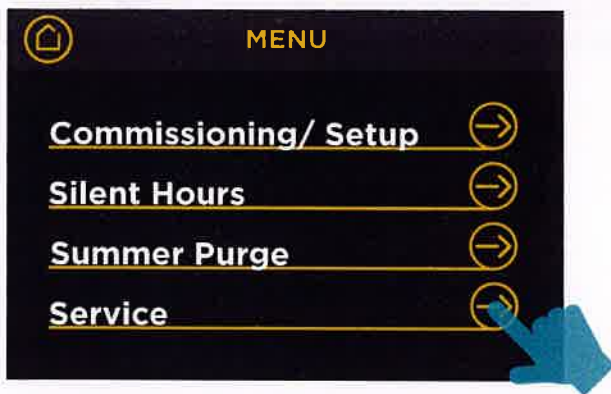 MENU
Commissioning/ Setup
Silent Hours
Summer Purge
Service